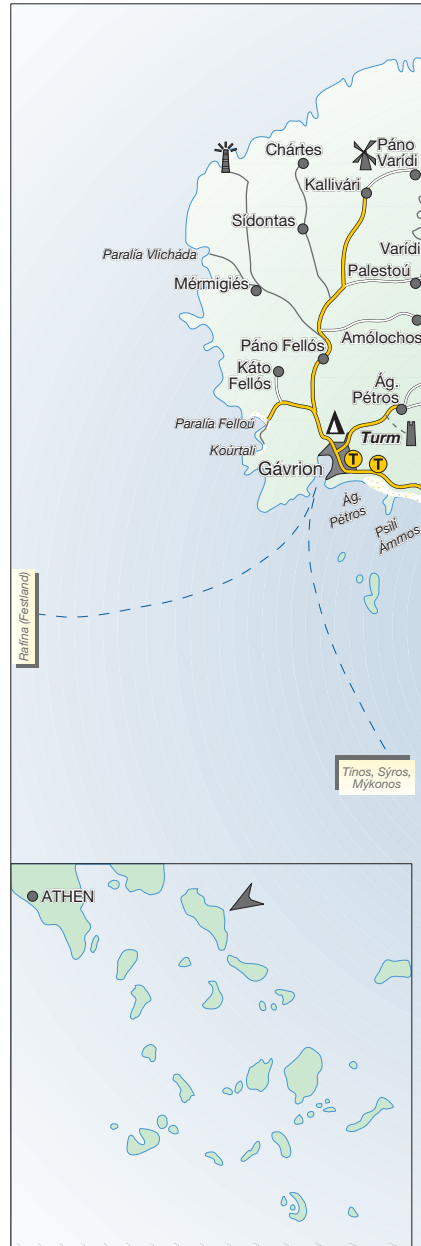 Chártes
Páno
Varídi
Kallivári
Sídontas
Varídi
Paralía Vlicháda
Palestoú
Mérmigiés
Amólochos
Páno Fellós
Káto
Fellós
Ág.
Pétros
Paralía Felloú
Turm
Koúrtali
Gávrion
T
T
Ág.
Pétros
Psilí
Ámmos
Rafína (Festland)
Tínos, Sýros,
Mýkonos
ATHEN